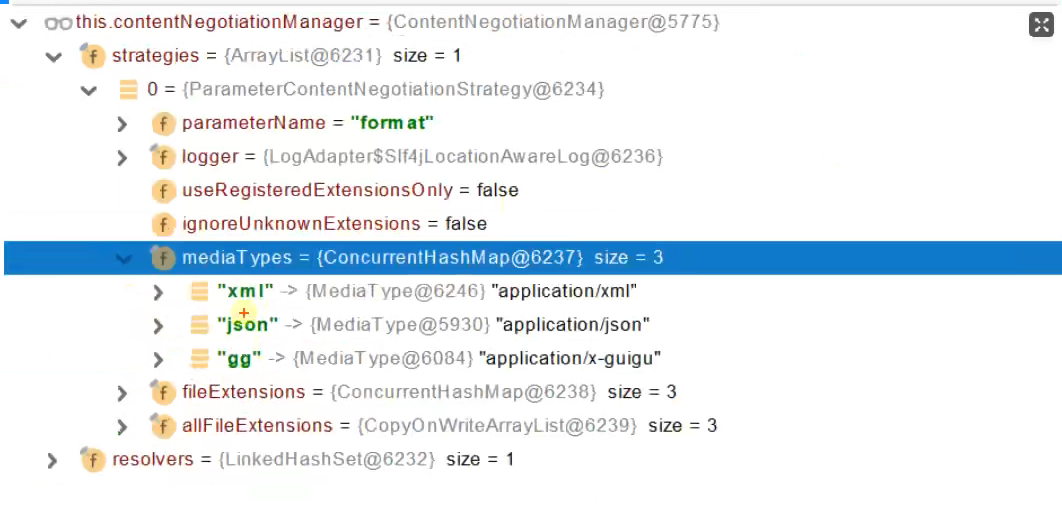 this.contentNegotiationManager = {ContentNegotiationManager@5775}
f strategies = {ArrayList@6231} size = 1
0 = {ParameterContentNegotiationStrategy@6234}
f parameterName = "format"
f logger = {LogAdapter$Slf4jLocationAwareLog@6236}
f useRegisteredExtensionsOnly = false
f ignoreUnknownExtensions = false
f mediaTypes = {ConcurrentHashMap@6237} size = 3
"xml" -> {MediaType@6246} "application/xml"
"json" -> {MediaType@5930} "application/json"
"gg" -> {MediaType@6084} "application/x-guigu"
f fileExtensions = {ConcurrentHashMap@6238} size = 3
f allFileExtensions = {CopyOnWriteArrayList@6239} size = 3
f resolvers = {LinkedHashSet@6232} size = 1